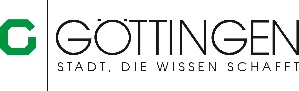 GÖTTINGEN
STADT, DIE WISSEN SCHAFFT